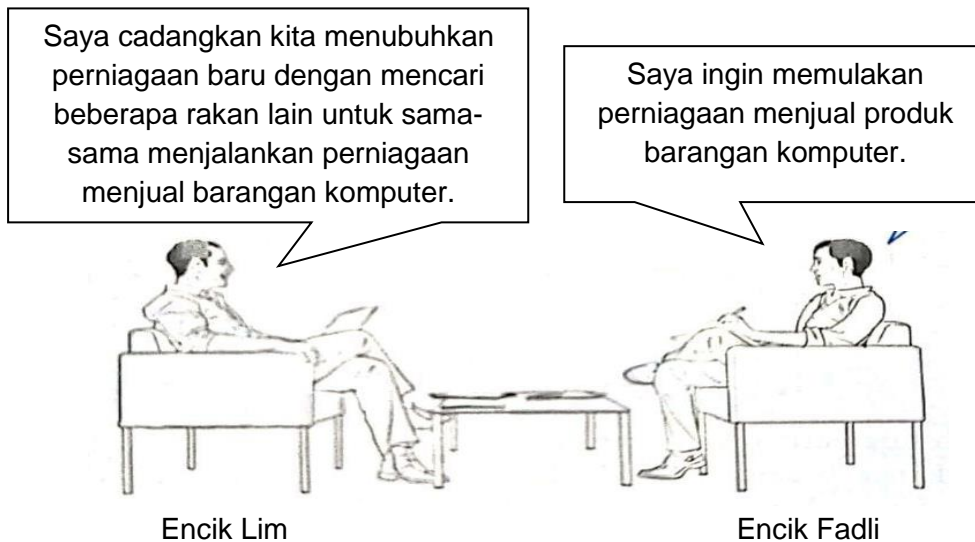 Saya cadangkan kita menubuhkan
perniagaan baru dengan mencari
beberapa rakan lain untuk sama-
sama menjalankan perniagaan
menjual barangan komputer.
Saya ingin memulakan
perniagaan menjual produk
barangan komputer.
Encik Lim
Encik Fadli